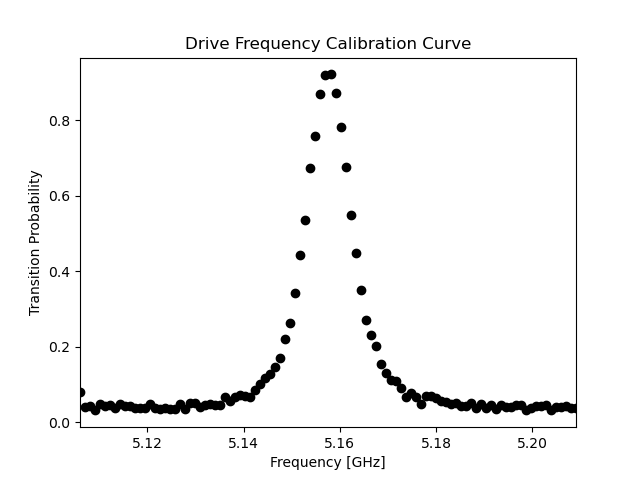 Drive Frequency Calibration Curve
Transition Probability
0.8
0.6
0.4
0.2
0.0
5.12 5.14 5.16 5.18 5.20
Frequency [GHz]